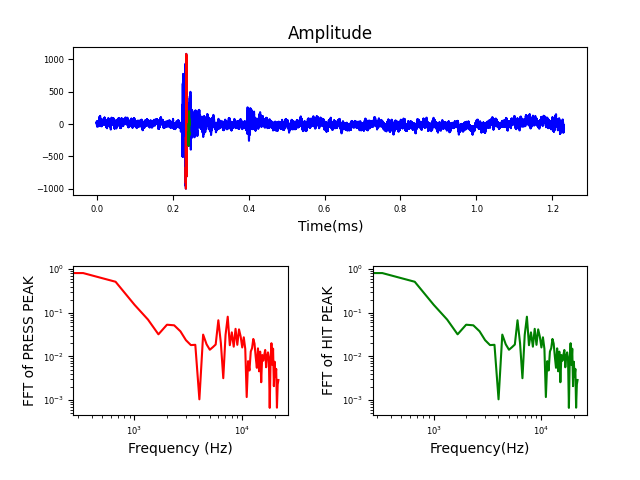 Amplitude
1000
500
0
−500
−1000
0.0 0.2 0.4 0.6 0.8 1.0 1.2
Time(ms)
FFT of PRESS PEAK
10⁰
10⁻¹
10⁻²
10⁻³
10³ 10⁴
Frequency (Hz)
FFT of HIT PEAK
10⁰
10⁻¹
10⁻²
10⁻³
10³ 10⁴
Frequency(Hz)